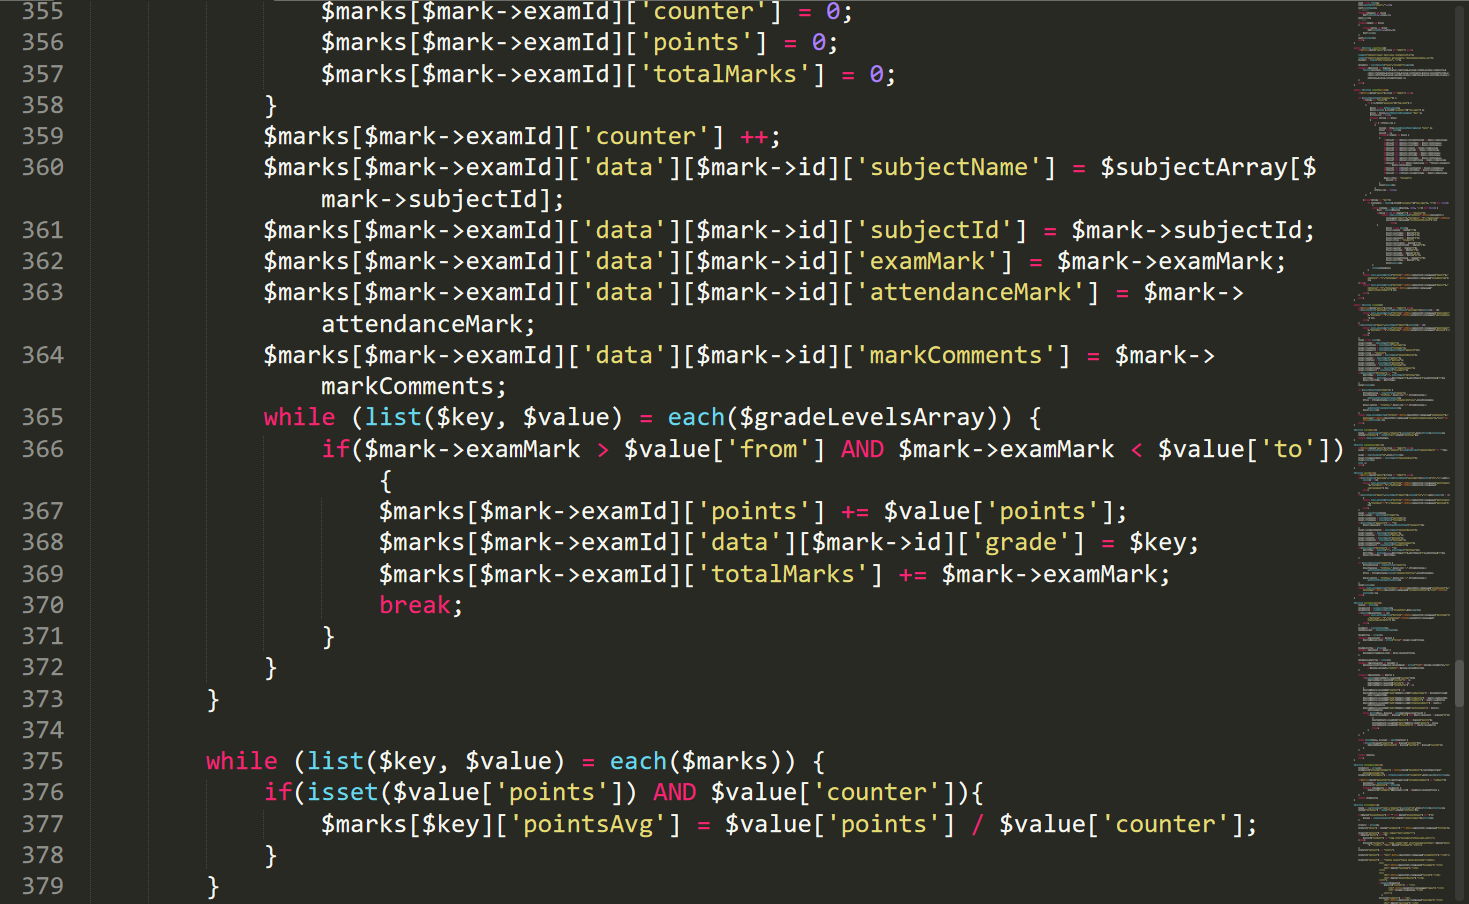 355 $marks[$mark->examId]['counter'] = 0;
356 $marks[$mark->examId]['points'] = 0;
357 $marks[$mark->examId]['totalMarks'] = 0;
358 }
359 $marks[$mark->examId]['counter'] ++;
360 $marks[$mark->examId]['data'][$mark->id]['subjectName'] = $subjectArray[$
mark->subjectId];
361 $marks[$mark->examId]['data'][$mark->id]['subjectId'] = $mark->subjectId;
362 $marks[$mark->examId]['data'][$mark->id]['examMark'] = $mark->examMark;
363 $marks[$mark->examId]['data'][$mark->id]['attendanceMark'] = $mark->
attendanceMark;
364 $marks[$mark->examId]['data'][$mark->id]['markComments'] = $mark->
markComments;
365 while (list($key, $value) = each($gradeLevelsArray)) {
366 if($mark->examMark > $value['from'] AND $mark->examMark < $value['to'])
{
367 $marks[$mark->examId]['points'] += $value['points'];
368 $marks[$mark->examId]['data'][$mark->id]['grade'] = $key;
369 $marks[$mark->examId]['totalMarks'] += $mark->examMark;
370 break;
371 }
372 }
373 }
374
375 while (list($key, $value) = each($marks)) {
376 if(isset($value['points']) AND $value['counter']){
377 $marks[$key]['pointsAvg'] = $value['points'] / $value['counter'];
378 }
379 }